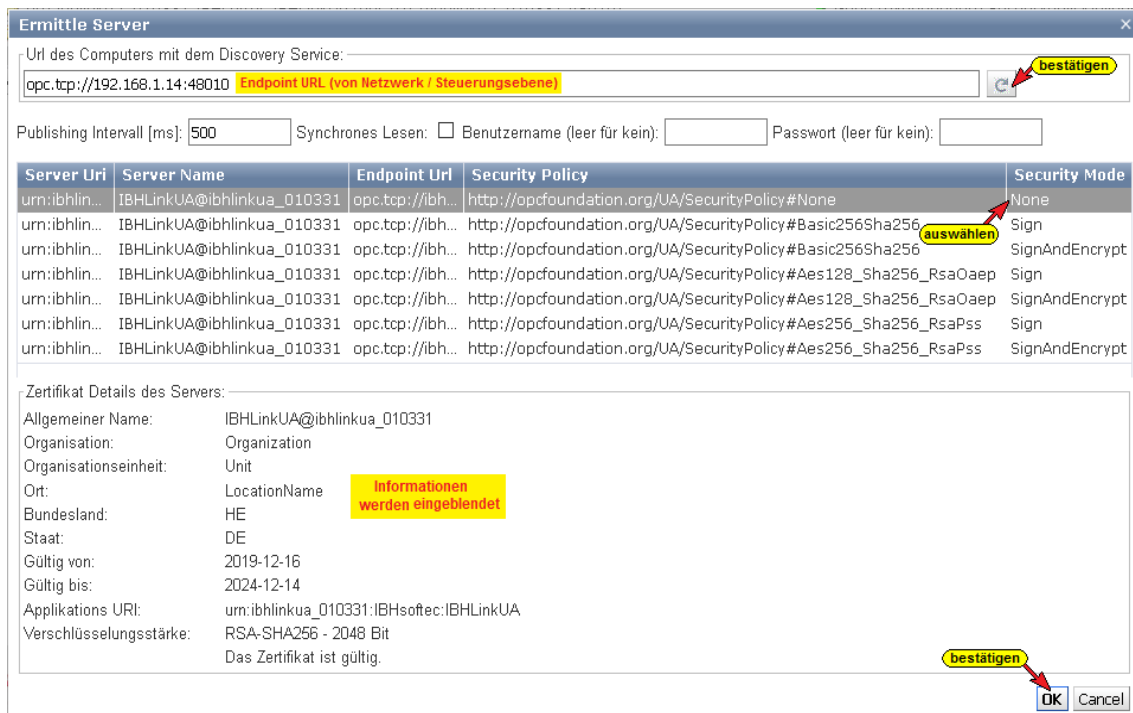 Ermittle Server
Url des Computers mit dem Discovery Service:
bestätigen
opc.tcp://192.168.1.14:48010 Endpoint URL (von Netzwerk / Steuerungsebene)
Publishing Intervall [ms]: 500 Synchrones Lesen: Benutzername (leer für kein): Passwort (leer für kein):
Server Uri Server Name Endpoint Url Security Policy Security Mode
urn:ibhlin... IBHLinkUA@ibhlinkua_010331 opc.tcp://ibh... http://opcfoundation.org/UA/SecurityPolicy#None None
urn:ibhlin... IBHLinkUA@ibhlinkua_010331 opc.tcp://ibh... http://opcfoundation.org/UA/SecurityPolicy#Basic256Sha256 Sign
auswählen
urn:ibhlin... IBHLinkUA@ibhlinkua_010331 opc.tcp://ibh... http://opcfoundation.org/UA/SecurityPolicy#Basic256Sha256 SignAndEncrypt
urn:ibhlin... IBHLinkUA@ibhlinkua_010331 opc.tcp://ibh... http://opcfoundation.org/UA/SecurityPolicy#Aes128_Sha256_RsaOaep Sign
urn:ibhlin... IBHLinkUA@ibhlinkua_010331 opc.tcp://ibh... http://opcfoundation.org/UA/SecurityPolicy#Aes128_Sha256_RsaOaep SignAndEncrypt
urn:ibhlin... IBHLinkUA@ibhlinkua_010331 opc.tcp://ibh... http://opcfoundation.org/UA/SecurityPolicy#Aes256_Sha256_RsaPss Sign
urn:ibhlin... IBHLinkUA@ibhlinkua_010331 opc.tcp://ibh... http://opcfoundation.org/UA/SecurityPolicy#Aes256_Sha256_RsaPss SignAndEncrypt
Zertifikat Details des Servers:
Allgemeiner Name: IBHLinkUA@ibhlinkua_010331
Organisation: Organization
Organisationseinheit: Unit
Ort: LocationName
Informationen
werden eingeblendet
Bundesland: HE
Staat: DE
Gültig von: 2019-12-16
Gültig bis: 2024-12-14
Applikations URI: urn:ibhlinkua_010331:IBHsoftec:IBHLinkUA
Verschlüsselungsstärke: RSA-SHA256 - 2048 Bit
Das Zertifikat ist gültig.
bestätigen
OK Cancel